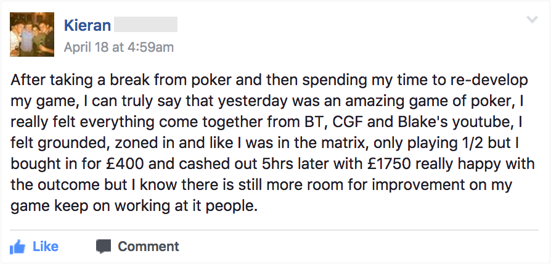 Kieran
April 18 at 4:59am
After taking a break from poker and then spending my time to re-develop
my game, I can truly say that yesterday was an amazing game of poker, I
really felt everything come together from BT, CGF and Blake's youtube, I
felt grounded, zoned in and like I was in the matrix, only playing 1/2 but I
bought in for £400 and cashed out 5hrs later with £1750 really happy with
the outcome but I know there is still more room for improvement on my
game keep on working at it people.
Like Comment